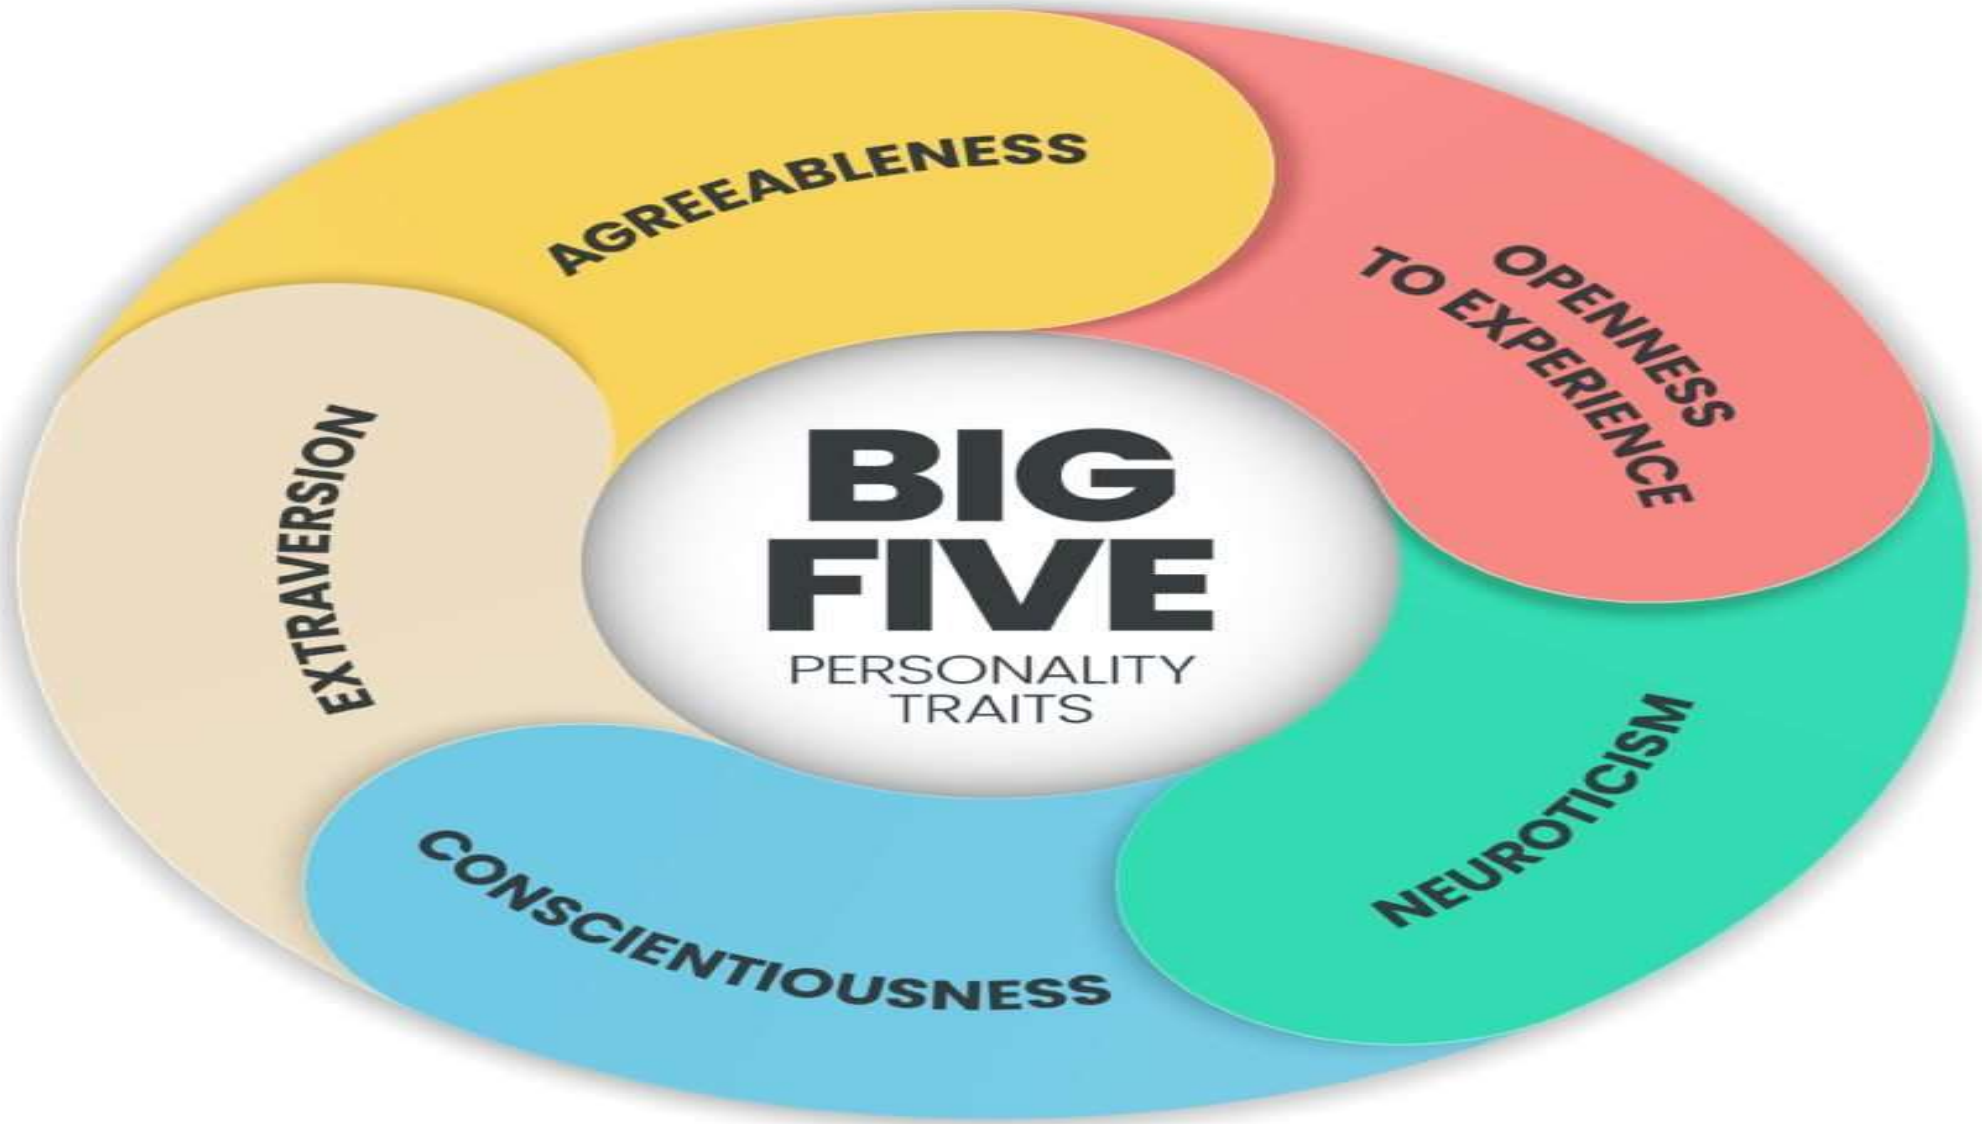 BIG
FIVE
PERSONALITY
TRAITS
AGREEABLENESS
OPENNESS
TO EXPERIENCE
NEUROTICISM
CONSCIENTIOUSNESS
EXTRAVERSION